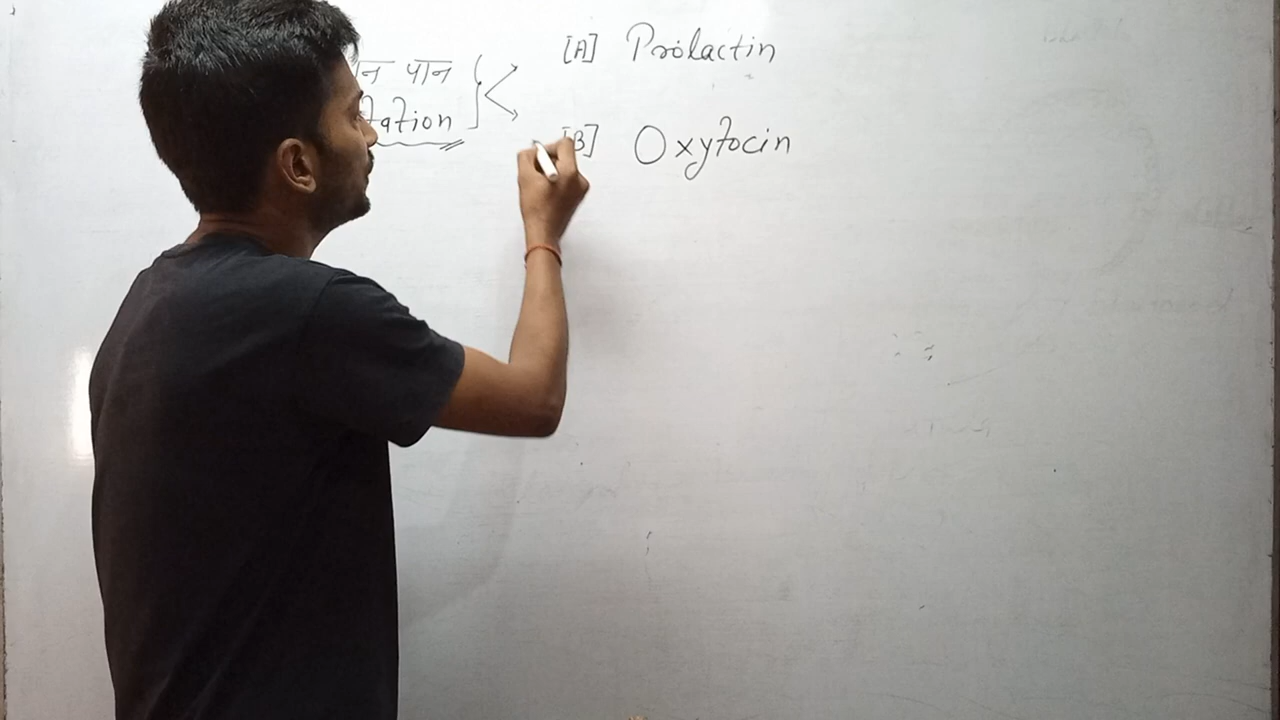 पान
[A] Prolactin
[B] Oxytocin